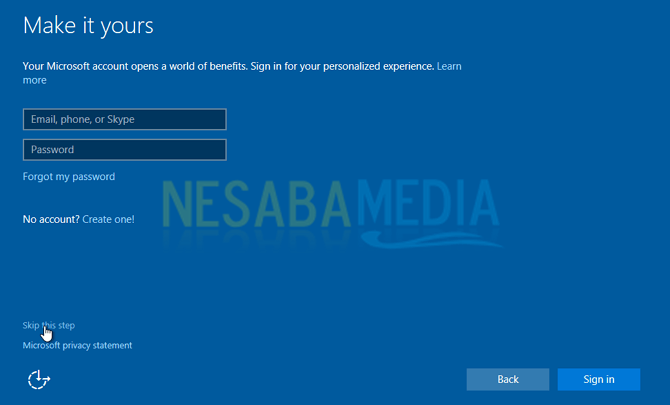 Make it yours
Your Microsoft account opens a world of benefits. Sign in for your personalized experience. Learn
more
Email, phone, or Skype
Password
Forgot my password
NESABAMEDIA
No account? Create one!
Skip this step
Microsoft privacy statement
Back
Sign in